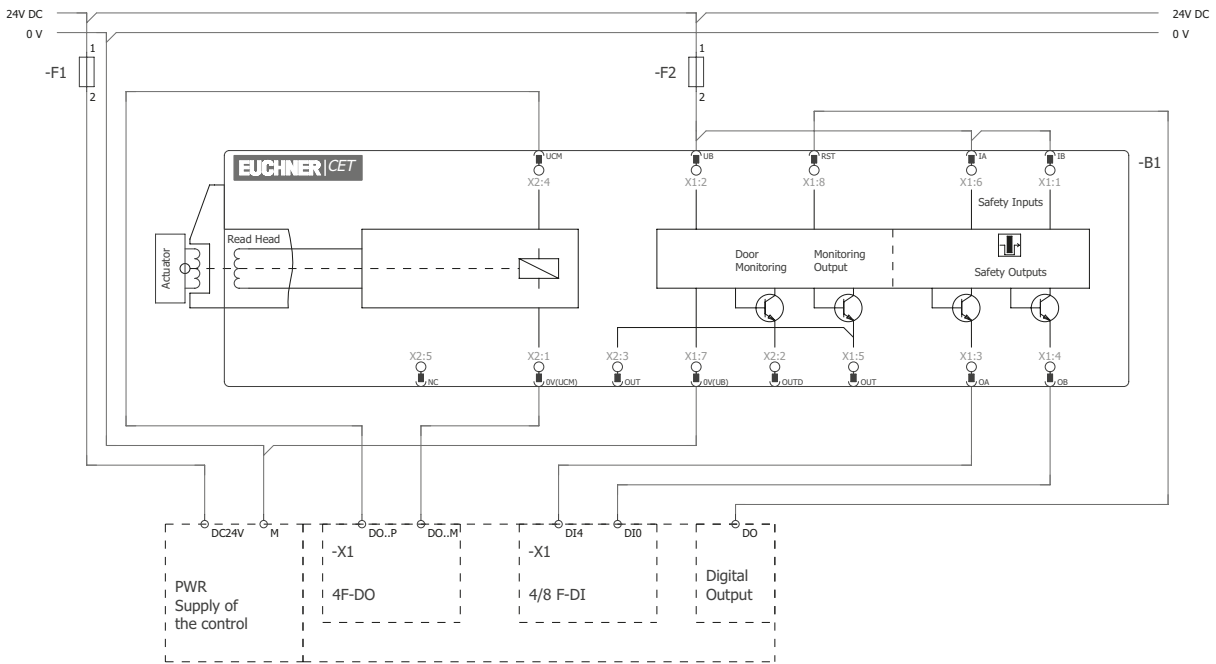 24V DC
0 V
24V DC
0 V
-F1
1
2
-F2
1
2
EUCHNER CET
UCM
X2:4
UB
X1:2
RST
X1:8
IA
X1:6
IB
X1:1
-B1
Safety Inputs
Actuator
Read Head
Door
Monitoring
Monitoring
Output
Safety Outputs
X2:5
NC
X2:1
0V(UCM)
X2:3
OUT
X1:7
0V(UB)
X2:2
OUTD
X1:5
OUT
X1:3
OA
X1:4
OB
DC24V
M
DO..P
DO..M
DI4
DI0
DO
PWR
Supply of
the control
-X1
4F-DO
-X1
4/8 F-DI
Digital
Output